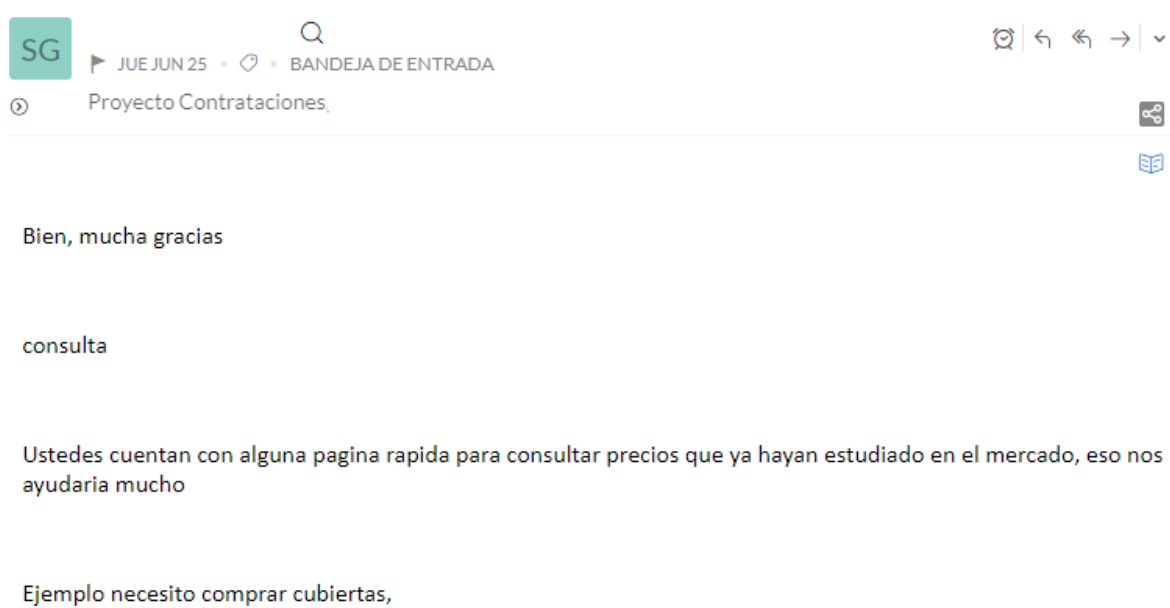 SG
JUE JUN 25 • BANDEJA DE ENTRADA
Proyecto Contrataciones.
Bien, mucha gracias
consulta
Ustedes cuentan con alguna pagina rapida para consultar precios que ya hayan estudiado en el mercado, eso nos
ayudaria mucho
Ejemplo necesito comprar cubiertas,